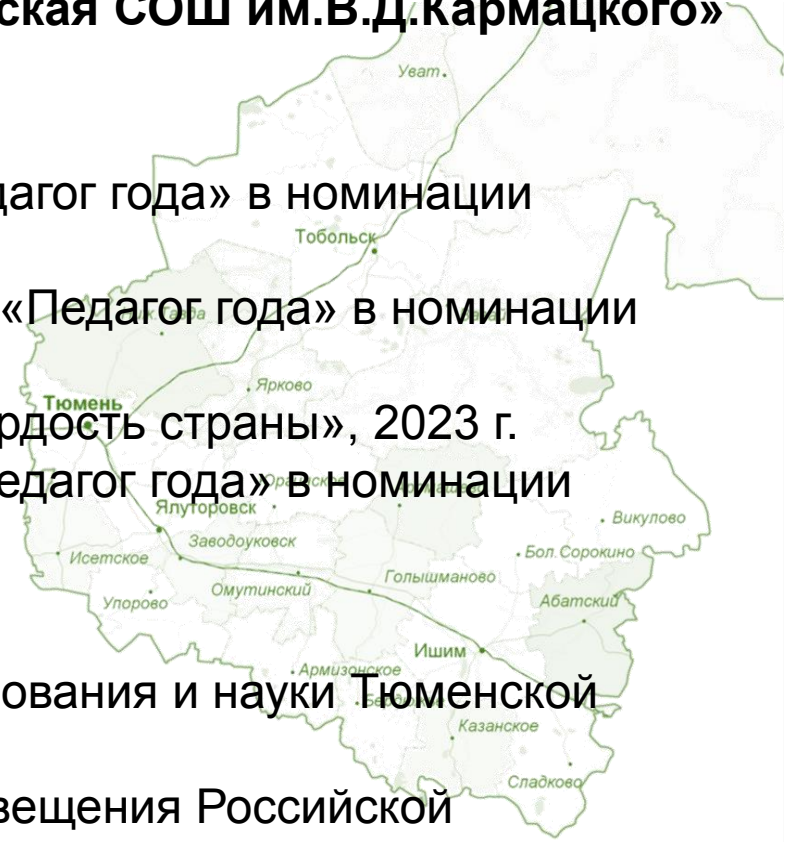 ская СОШ им.В.Д.Кармацкого»
Уват
дагог года» в номинации
Тобольск
«Педагог года» в номинации
Ярково
Тюмень
рдость страны», 2023 г.
едагог года» в номинации
Ялуторовск
Викулово
Заводоуковск
Бол.Сорокино
Исетское
Голышманово
Омутинский
Упорово
Абатский
Ишим
Армизонское
ования и науки Тюменской
Казанское
Сладково
вещения Российской